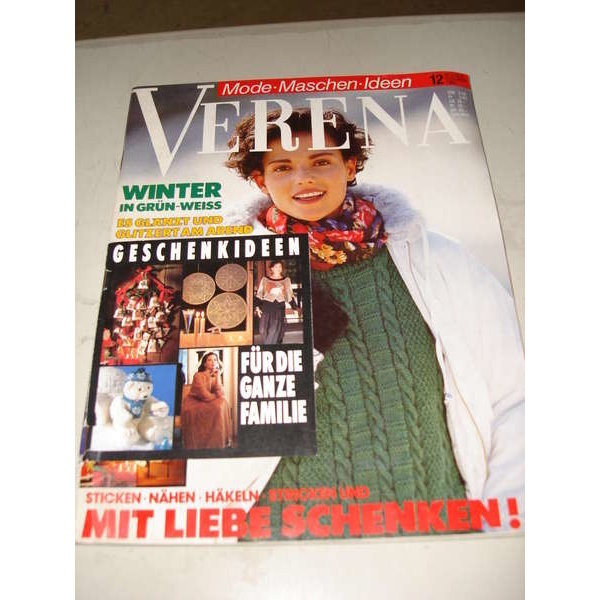 Mode·Maschen·Ideen
12
VERENA
WINTER
IN GRÜN-WEISS
ES GLÄNZT UND
GLITZERT AM ABEND
GESCHENKIDEEN
FÜR DIE
GANZE
FAMILIE
STICKEN · NÄHEN · HÄKELN · STRICKEN UND
MIT LIEBE SCHENKEN!